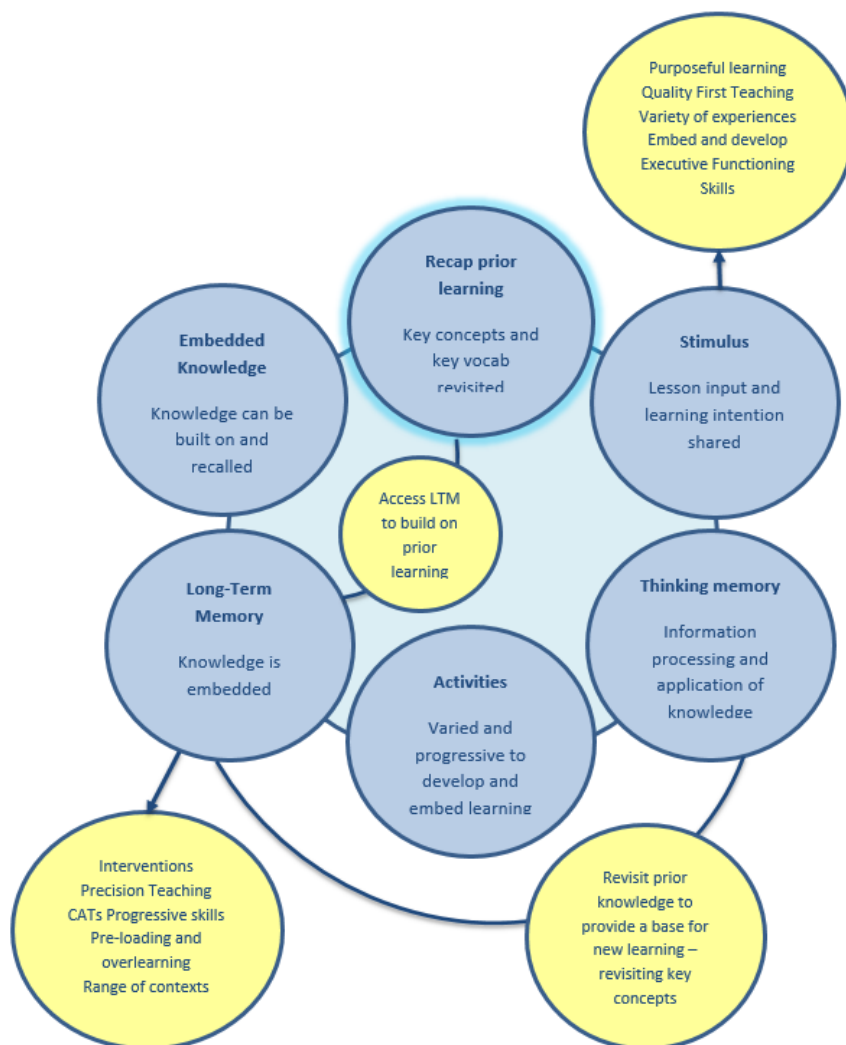 Purposeful learning
Quality First Teaching
Variety of experiences
Embed and develop
Executive Functioning
Skills
Recap prior
learning
Key concepts and
key vocab
revisited
Embedded
Knowledge
Knowledge can be
built on and
recalled
Stimulus
Lesson input and
learning intention
shared
Access LTM
to build on
prior
learning
Long-Term
Memory
Knowledge is
embedded
Thinking memory
Information
processing and
application of
knowledge
Activities
Varied and
progressive to
develop and
embed learning
Interventions
Precision Teaching
CATs Progressive skills
Pre-loading and
overlearning
Range of contexts
Revisit prior
knowledge to
provide a base for
new learning –
revisiting key
concepts